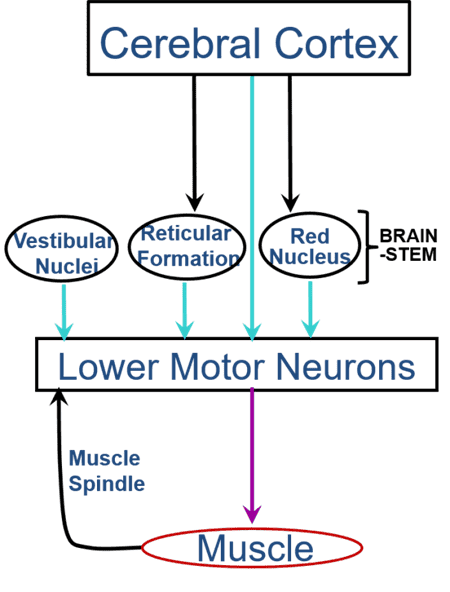 Cerebral Cortex
Vestibular
Nuclei
Reticular
Formation
Red
Nucleus
BRAIN
-STEM
Lower Motor Neurons
Muscle
Spindle
Muscle